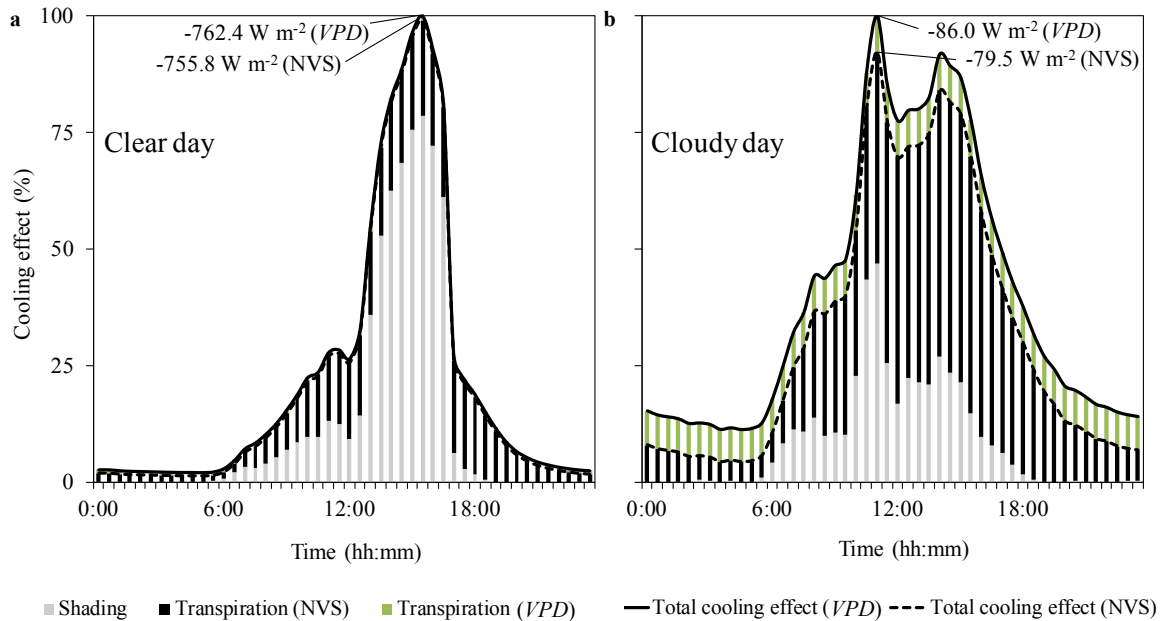 a
Clear day
-762.4 W m-2 (VPD)
-755.8 W m-2 (NVS)
Cooling effect (%)
100
75
50
25
0
0:00 6:00 12:00 18:00
Time (hh:mm)
b
Cloudy day
-86.0 W m-2 (VPD)
-79.5 W m-2 (NVS)
0:00 6:00 12:00 18:00
Time (hh:mm)
Shading Transpiration (NVS) Transpiration (VPD) Total cooling effect (VPD) Total cooling effect (NVS)